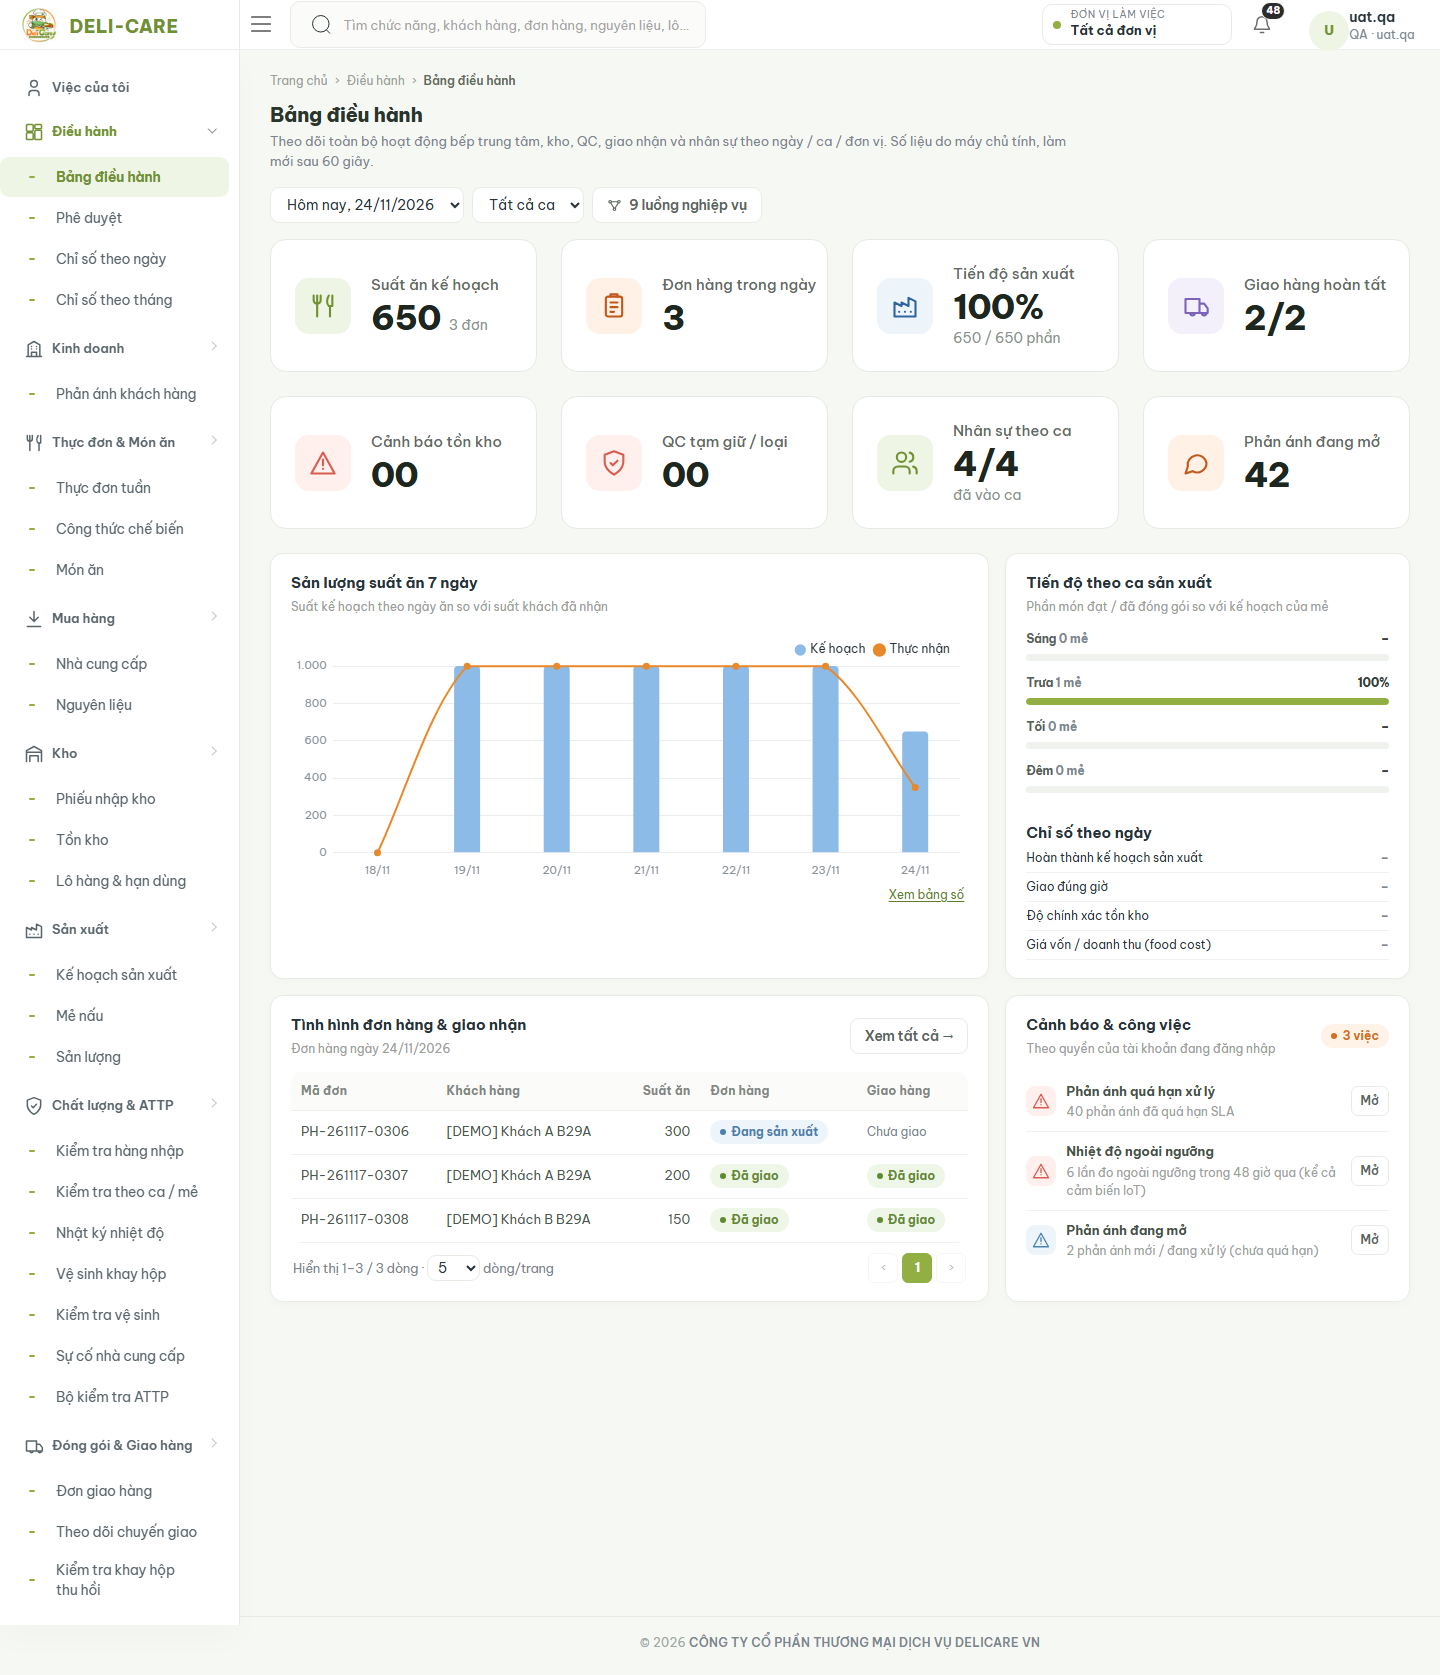 DELI-CARE
Tìm chức năng, khách hàng, đơn hàng, nguyên liệu, lô...
ĐƠN VỊ LÀM VIỆC
Tất cả đơn vị
48
U
uat.qa
QA · uat.qa
Việc của tôi
Điều hành
Bảng điều hành
Phê duyệt
Chỉ số theo ngày
Chỉ số theo tháng
Kinh doanh
Phản ánh khách hàng
Thực đơn & Món ăn
Thực đơn tuần
Công thức chế biến
Món ăn
Mua hàng
Nhà cung cấp
Nguyên liệu
Kho
Phiếu nhập kho
Tồn kho
Lô hàng & hạn dùng
Sản xuất
Kế hoạch sản xuất
Mẻ nấu
Sản lượng
Chất lượng & ATTP
Kiểm tra hàng nhập
Kiểm tra theo ca / mẻ
Nhật ký nhiệt độ
Vệ sinh khay hộp
Kiểm tra vệ sinh
Sự cố nhà cung cấp
Bộ kiểm tra ATTP
Đóng gói & Giao hàng
Đơn giao hàng
Theo dõi chuyến giao
Kiểm tra khay hộp
thu hồi
Trang chủ › Điều hành › Bảng điều hành
Bảng điều hành
Theo dõi toàn bộ hoạt động bếp trung tâm, kho, QC, giao nhận và nhân sự theo ngày / ca / đơn vị. Số liệu do máy chủ tính, làm
mới sau 60 giây.
Hôm nay, 24/11/2026
Tất cả ca
9 luồng nghiệp vụ
Suất ăn kế hoạch
650 3 đơn
Đơn hàng trong ngày
3
Tiến độ sản xuất
100%
650 / 650 phần
Giao hàng hoàn tất
2/2
Cảnh báo tồn kho
00
QC tạm giữ / loại
00
Nhân sự theo ca
4/4
đã vào ca
Phản ánh đang mở
42
Sản lượng suất ăn 7 ngày
Suất kế hoạch theo ngày ăn so với suất khách đã nhận
Kế hoạch Thực nhận
1.000
800
600
400
200
0
18/11 19/11 20/11 21/11 22/11 23/11 24/11
Xem bảng số
Tiến độ theo ca sản xuất
Phần món đạt / đã đóng gói so với kế hoạch của mẻ
Sáng 0 mẻ –
Trưa 1 mẻ 100%
Tối 0 mẻ –
Đêm 0 mẻ –
Chỉ số theo ngày
Hoàn thành kế hoạch sản xuất –
Giao đúng giờ –
Độ chính xác tồn kho –
Giá vốn / doanh thu (food cost) –
Tình hình đơn hàng & giao nhận
Đơn hàng ngày 24/11/2026
Xem tất cả →
Mã đơn Khách hàng Suất ăn Đơn hàng Giao hàng
PH-261117-0306 [DEMO] Khách A B29A 300 Đang sản xuất Chưa giao
PH-261117-0307 [DEMO] Khách A B29A 200 Đã giao Đã giao
PH-261117-0308 [DEMO] Khách B B29A 150 Đã giao Đã giao
Hiển thị 1–3 / 3 dòng · 5 dòng/trang
‹ 1 ›
Cảnh báo & công việc
Theo quyền của tài khoản đang đăng nhập
3 việc
Phản ánh quá hạn xử lý
40 phản ánh đã quá hạn SLA
Mở
Nhiệt độ ngoài ngưỡng
6 lần đo ngoài ngưỡng trong 48 giờ qua (kể cả
cảm biến IoT)
Mở
Phản ánh đang mở
2 phản ánh mới / đang xử lý (chưa quá hạn)
Mở
© 2026 CÔNG TY CỔ PHẦN THƯƠNG MẠI DỊCH VỤ DELICARE VN